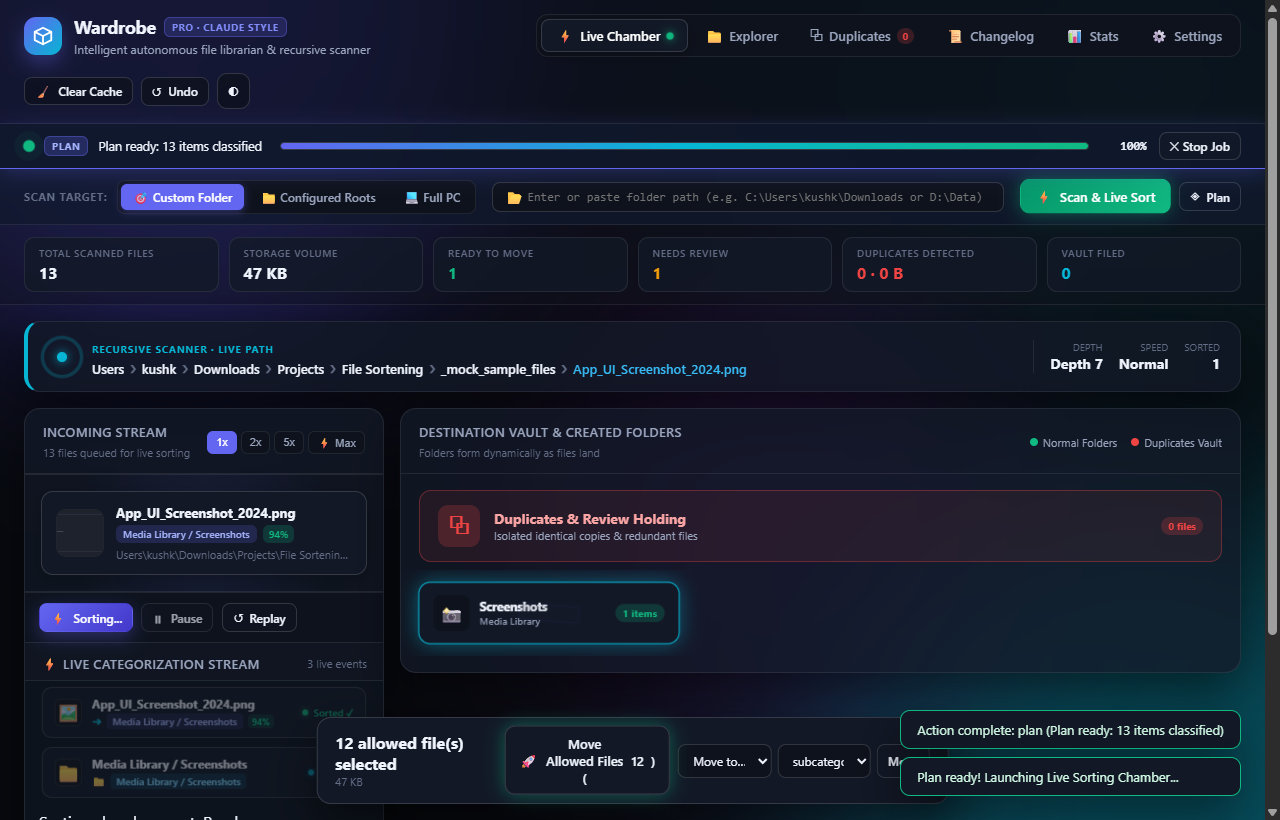 Wardrobe PRO · CLAUDE STYLE
Intelligent autonomous file librarian & recursive scanner
Live Chamber
Explorer
Duplicates 0
Changelog
Stats
Settings
Clear Cache
Undo
PLAN Plan ready: 13 items classified
100%
Stop Job
SCAN TARGET:
Custom Folder
Configured Roots
Full PC
Enter or paste folder path (e.g. C:\Users\kushk\Downloads or D:\Data)
Scan & Live Sort
Plan
TOTAL SCANNED FILES
13
STORAGE VOLUME
47 KB
READY TO MOVE
1
NEEDS REVIEW
1
DUPLICATES DETECTED
0 · 0 B
VAULT FILED
0
RECURSIVE SCANNER · LIVE PATH
Users › kushk › Downloads › Projects › File Sortening › _mock_sample_files › App_UI_Screenshot_2024.png
DEPTH
Depth 7
SPEED
Normal
SORTED
1
INCOMING STREAM
13 files queued for live sorting
1x
2x
5x
Max
App_UI_Screenshot_2024.png
Media Library / Screenshots 94%
Users\kushk\Downloads\Projects\File Sortenin...
Sorting...
Pause
Replay
LIVE CATEGORIZATION STREAM
3 live events
App_UI_Screenshot_2024.png
Media Library / Screenshots 94%
Sorted ✓
Media Library / Screenshots
Media Library / Screenshots
DESTINATION VAULT & CREATED FOLDERS
Folders form dynamically as files land
Normal Folders
Duplicates Vault
Duplicates & Review Holding
Isolated identical copies & redundant files
0 files
Screenshots
Media Library
1 items
12 allowed file(s)
selected
47 KB
Move
Allowed Files 12 )
(
Move to...
subcateg
Action complete: plan (Plan ready: 13 items classified)
Plan ready! Launching Live Sorting Chamber...